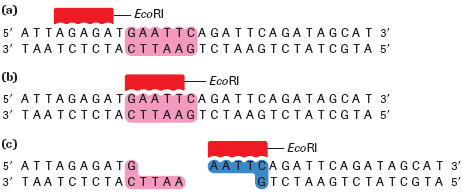 (a)
EcoRI
5′ A T T A G A G A T G A A T T C A G A T T C A G A T A G C A T 3′
3′ T A A T C T C T A C T T A A G T C T A A G T C T A T C G T A 5′
(b)
EcoRI
5′ A T T A G A G A T G A A T T C A G A T T C A G A T A G C A T 3′
3′ T A A T C T C T A C T T A A G T C T A A G T C T A T C G T A 5′
(c)
EcoRI
5′ A T T A G A G A T G A A T T C A G A T T C A G A T A G C A T 3′
3′ T A A T C T C T A C T T A A G T C T A A G T C T A T C G T A 5′